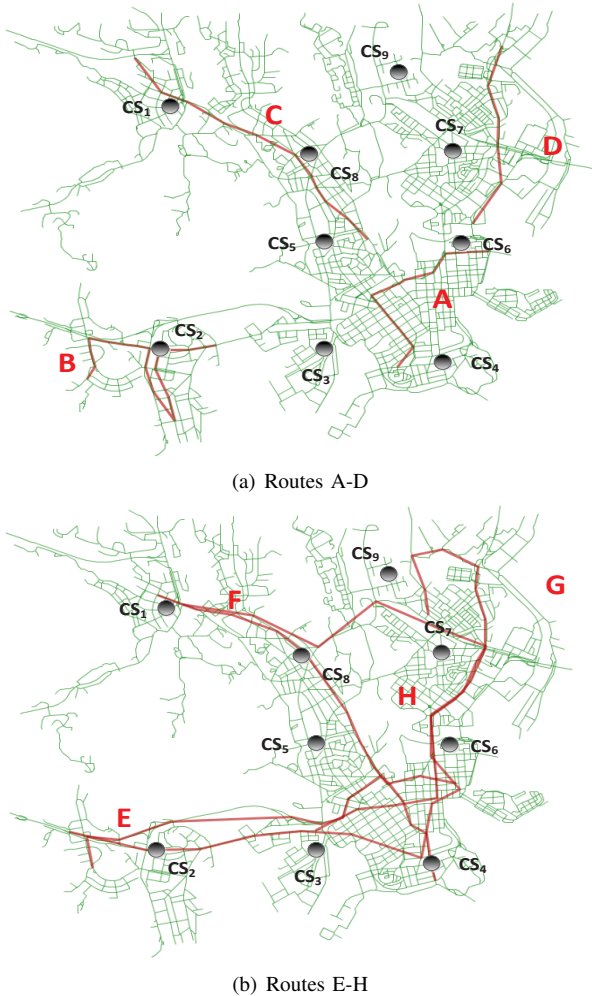 CS9
CS1
C
CS7
D
CS8
CS5
CS6
A
CS2
B
CS3
CS4
(a) Routes A-D
CS9
G
CS1
F
CS7
CS8
H
CS5
CS6
E
CS2
CS3
CS4
(b) Routes E-H